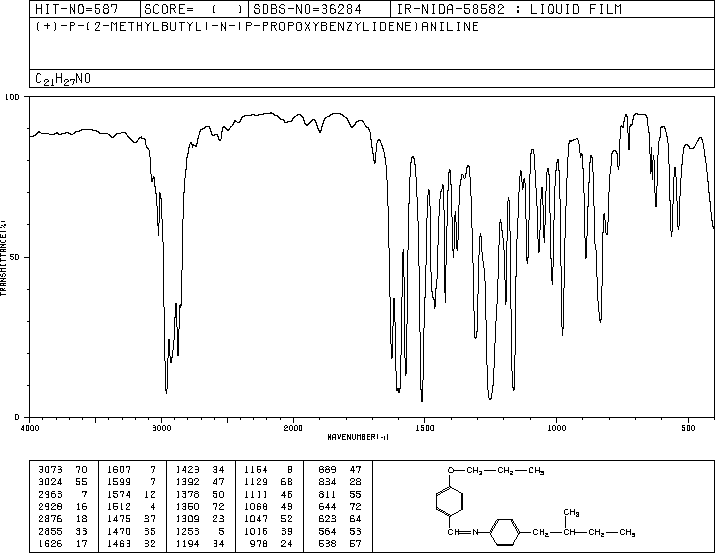 HIT-NO=587 SCORE= ( ) SDBS-NO=36284 IR-NIDA-58582 : LIQUID FILM
(+)-P-(2-METHYLBUTYL)-N-(P-PROPOXYBENZYLIDENE)ANILINE
C21H27NO
100
50
0
TRANSMITTANCE(%)
4000 3000 2000 1500 1000 500
WAVENUMBER(-1)
3073 70 1607 7 1423 34 1164 8 889 47
3024 55 1599 7 1392 47 1129 68 834 28
2963 7 1574 12 1378 50 1111 46 811 55
2928 16 1512 4 1350 72 1068 49 644 72
2876 18 1475 37 1309 23 1047 52 623 64
2855 33 1470 35 1253 5 1016 39 564 53
1626 17 1463 32 1194 34 978 24 538 57
O—CH2—CH2—CH3
CH3
CH=N
CH2—CH—CH2—CH3